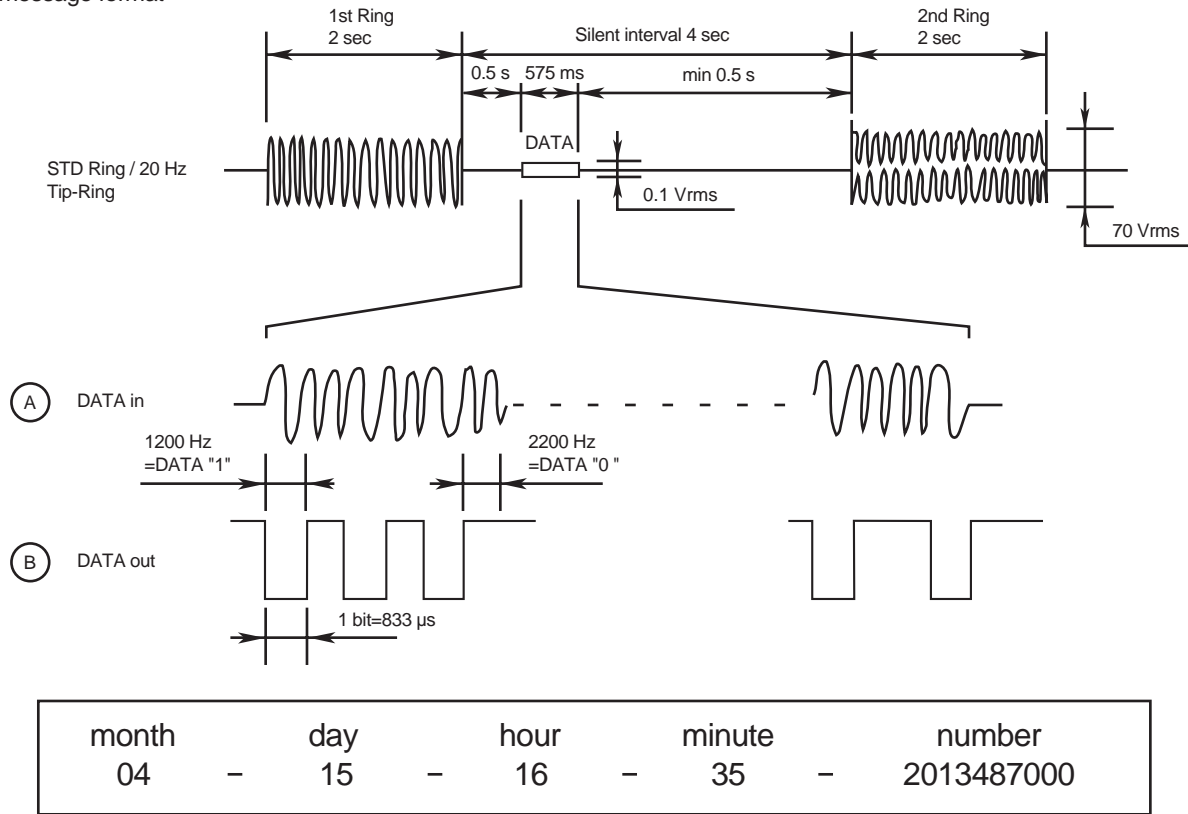 message format
1st Ring
2 sec
Silent interval 4 sec
2nd Ring
2 sec
0.5 s
575 ms
min 0.5 s
DATA
STD Ring / 20 Hz
Tip-Ring
0.1 Vrms
70 Vrms
A
DATA in
1200 Hz
=DATA "1"
2200 Hz
=DATA "0 "
B
DATA out
1 bit=833 µs
month day hour minute number
04 – 15 – 16 – 35 – 2013487000